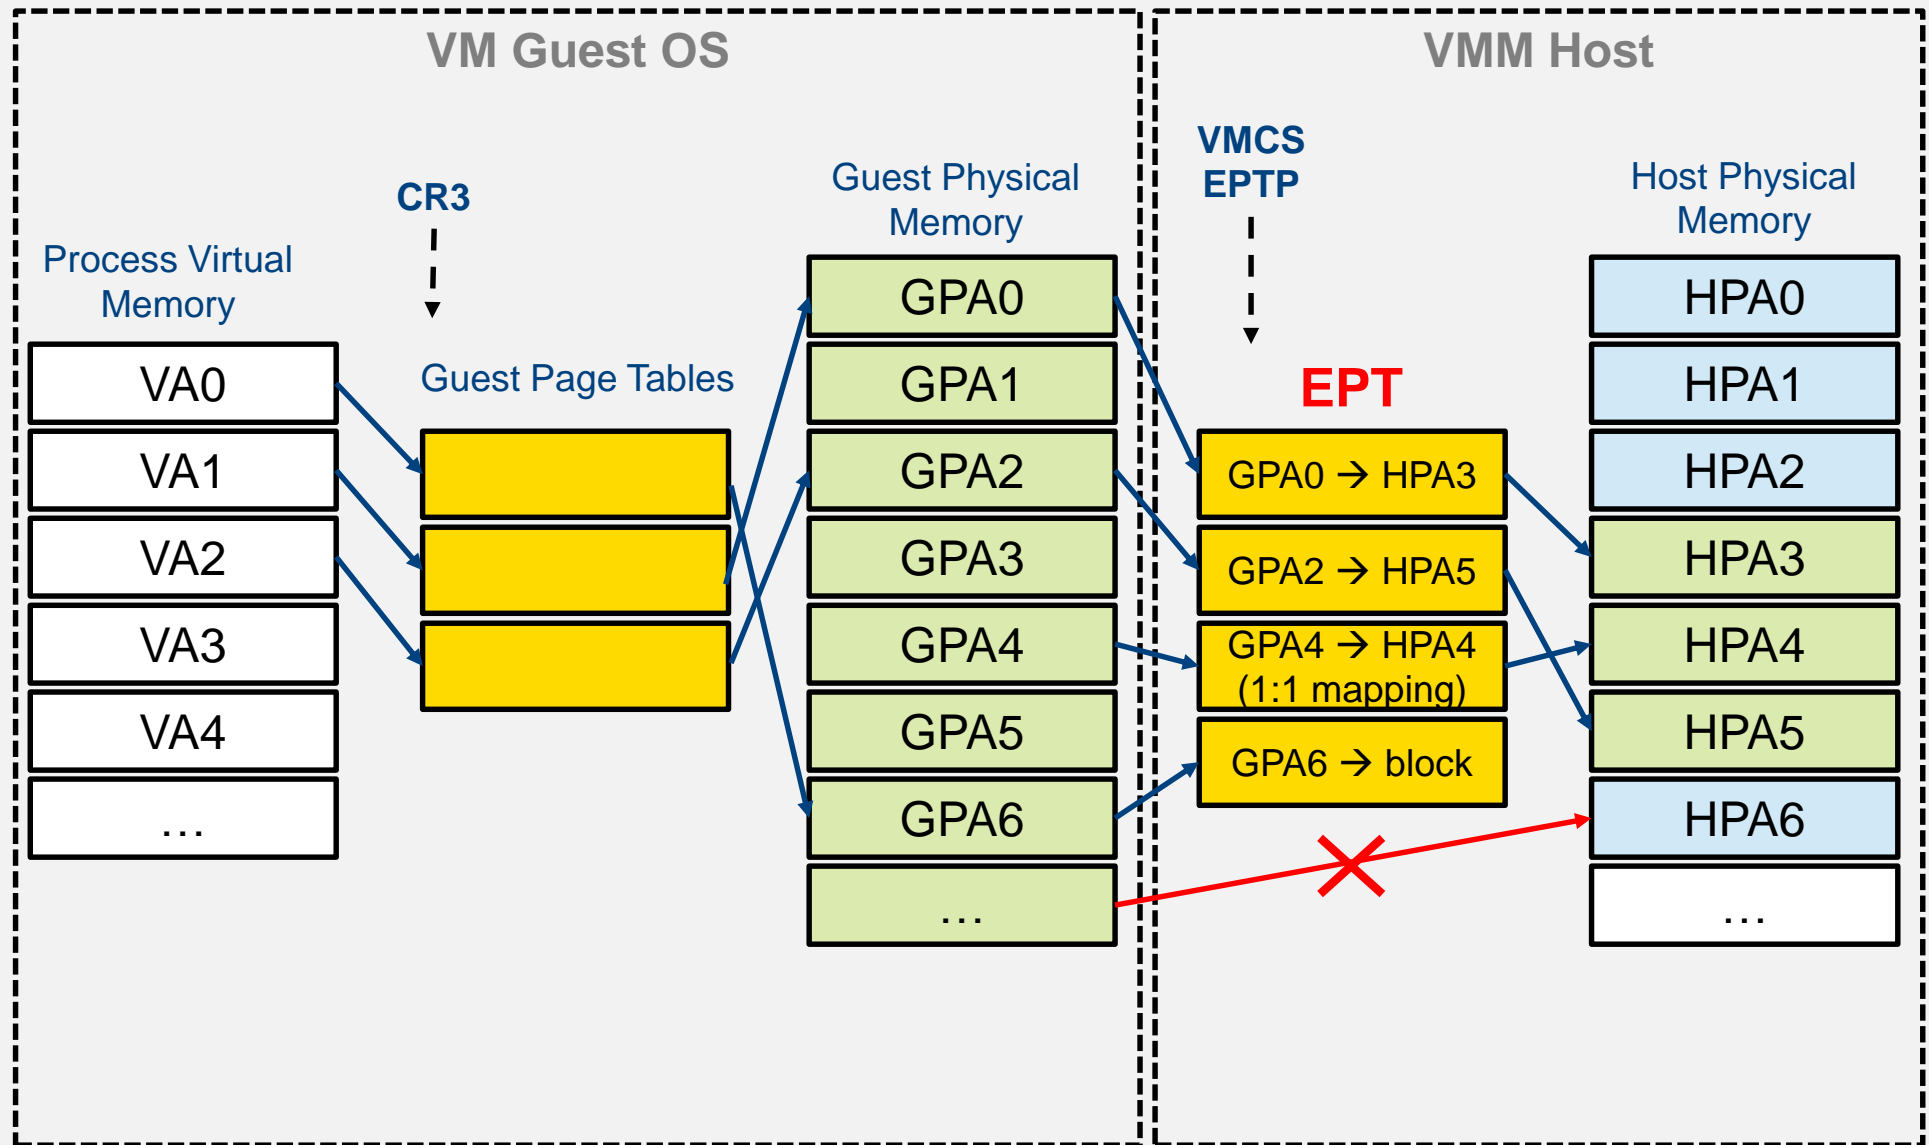 VM Guest OS
VMM Host
Process Virtual
Memory
VA0
VA1
VA2
VA3
VA4
…
CR3
Guest Page Tables
Guest Physical
Memory
GPA0
GPA1
GPA2
GPA3
GPA4
GPA5
GPA6
…
VMCS
EPTP
EPT
GPA0 → HPA3
GPA2 → HPA5
GPA4 → HPA4
(1:1 mapping)
GPA6 → block
Host Physical
Memory
HPA0
HPA1
HPA2
HPA3
HPA4
HPA5
HPA6
…